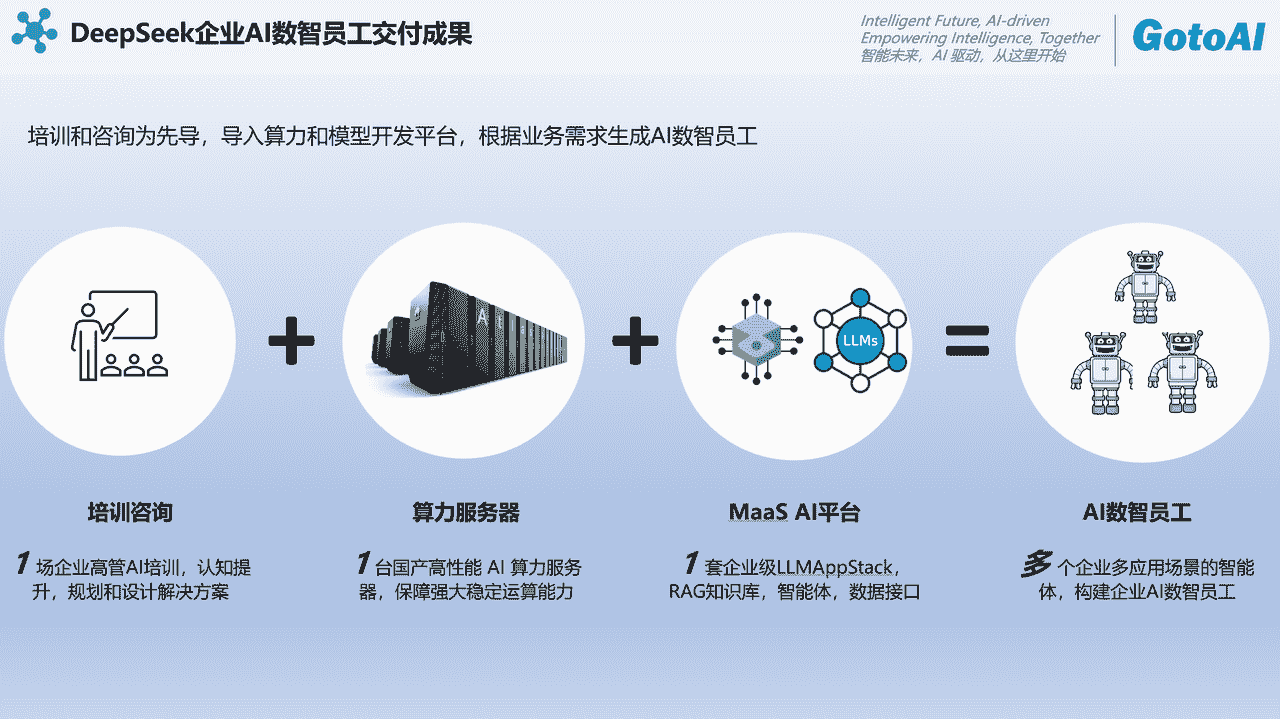 DeepSeek企业AI数智员工交付成果
Intelligent Future, AI-driven
Empowering Intelligence, Together
智能未来，AI 驱动，从这里开始
GotoAI
培训和咨询为先导，导入算力和模型开发平台，根据业务需求生成AI数智员工
LLMs
培训咨询
1 场企业高管AI培训，认知提
升，规划和设计解决方案
算力服务器
1 台国产高性能 AI 算力服务
器，保障强大稳定运算能力
MaaS AI平台
1 套企业级LLMAppStack，
RAG知识库，智能体，数据接口
AI数智员工
多 个企业多应用场景的智能
体，构建企业AI数智员工